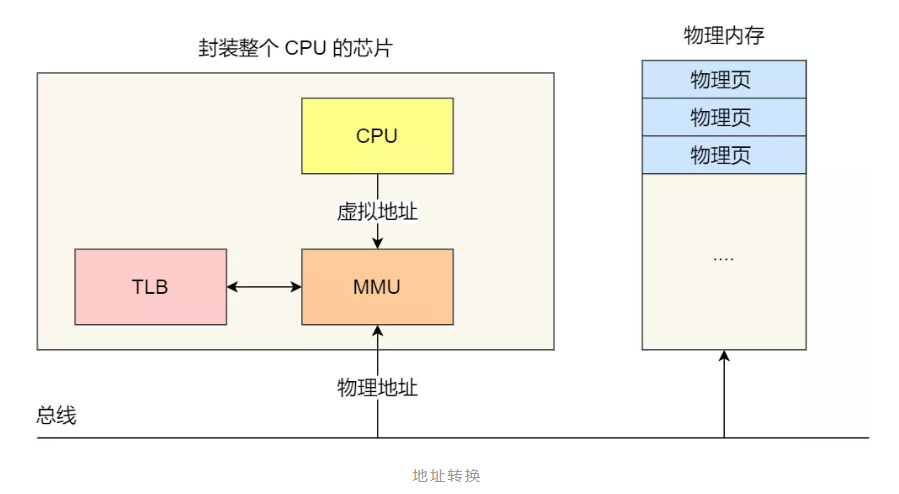 封装整个 CPU 的芯片
物理内存
物理页
物理页
物理页
CPU
虚拟地址
TLB
MMU
....
物理地址
总线
地址转换